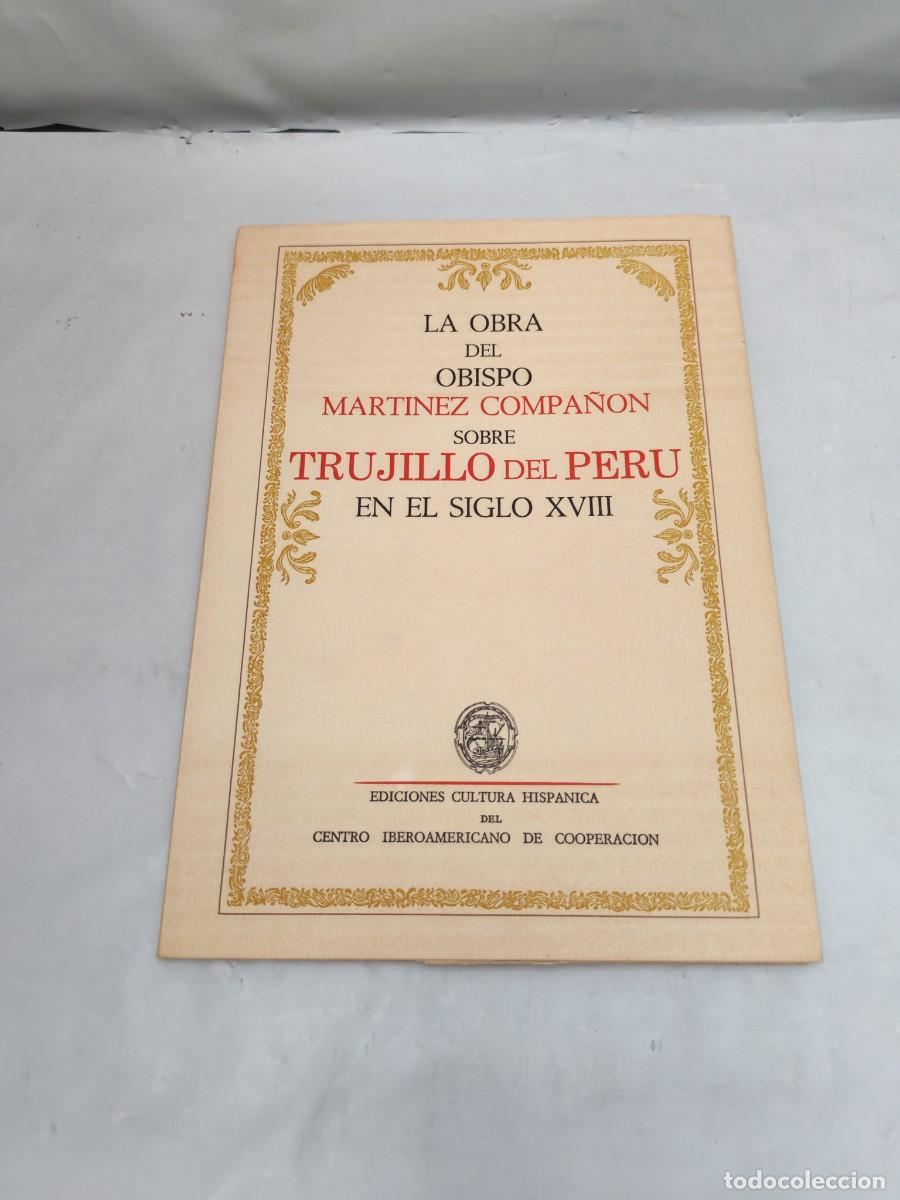 LA OBRA
DEL
OBISPO
MARTINEZ COMPAÑON
SOBRE
TRUJILLO DEL PERU
EN EL SIGLO XVIII
EDICIONES CULTURA HISPANICA
DEL
CENTRO IBEROAMERICANO DE COOPERACION
todocoleccion